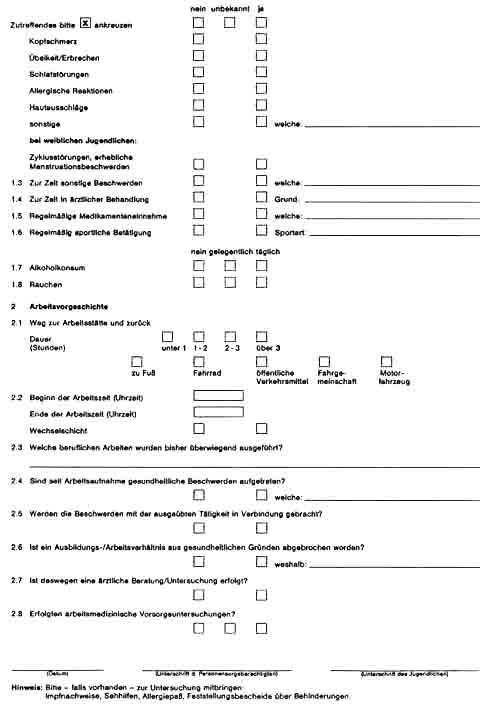 nein unbekannt ja
Zutreffendes bitte x ankreuzen
Kopfschmerz
Übelkeit/Erbrechen
Schlafstörungen
Allergische Reaktionen
Hautausschläge
sonstige welche:
bei weiblichen Jugendlichen:
Zyklusstörungen, erhebliche
Menstruationsbeschwerden
1.3 Zur Zeit sonstige Beschwerden welche:
1.4 Zur Zeit in ärztlicher Behandlung Grund:
1.5 Regelmäßige Medikamenteneinnahme welche:
1.6 Regelmäßig sportliche Betätigung Sportart:
nein gelegentlich täglich
1.7 Alkoholkonsum
1.8 Rauchen
2 Arbeitsvorgeschichte
2.1 Weg zur Arbeitsstätte und zurück
Dauer
(Stunden) unter 1 1 - 2 2 - 3 über 3
zu Fuß Fahrrad öffentliche Fahrge- Motor-
Verkehrsmittel meinschaft fahrzeug
2.2 Beginn der Arbeitszeit (Uhrzeit)
Ende der Arbeitszeit (Uhrzeit)
Wechselschicht
2.3 Welche beruflichen Arbeiten wurden bisher überwiegend ausgeführt?
2.4 Sind seit Arbeitsaufnahme gesundheitliche Beschwerden aufgetreten?
welche:
2.5 Werden die Beschwerden mit der ausgeübten Tätigkeit in Verbindung gebracht?
2.6 Ist ein Ausbildungs-/Arbeitsverhältnis aus gesundheitlichen Gründen abgebrochen worden?
weshalb:
2.7 Ist deswegen eine ärztliche Beratung/Untersuchung erfolgt?
2.8 Erfolgten arbeitsmedizinische Vorsorgeuntersuchungen?
(Datum) (Unterschrift d. Personensorgeberechtigten) (Unterschrift des Jugendlichen)
Hinweis: Bitte – falls vorhanden – zur Untersuchung mitbringen:
Impfnachweise, Sehhilfen, Allergiepaß, Feststellungsbescheide über Behinderungen.